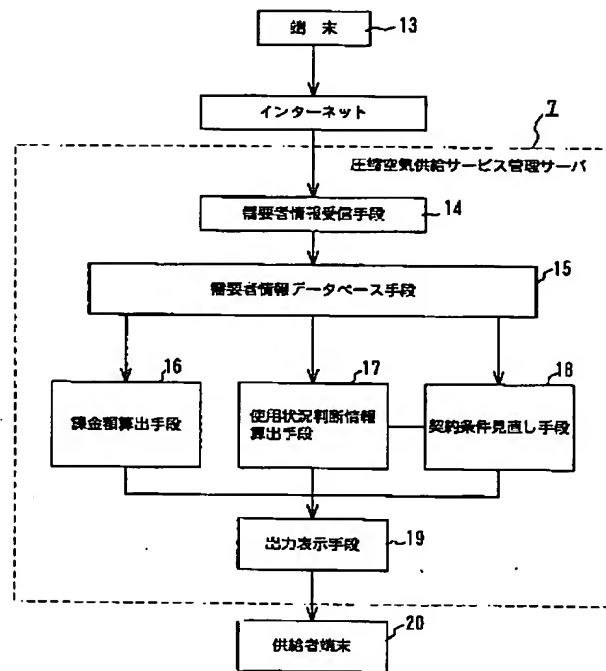 端末
13
インターネット
7
圧縮空気供給サービス管理サーバ
需要者情報受信手段
14
15
需要者情報データベース手段
16
17
18
課金額算出手段
使用状況判断情報
算出手段
契約条件見直し手段
出力表示手段
19
供給者端末
20